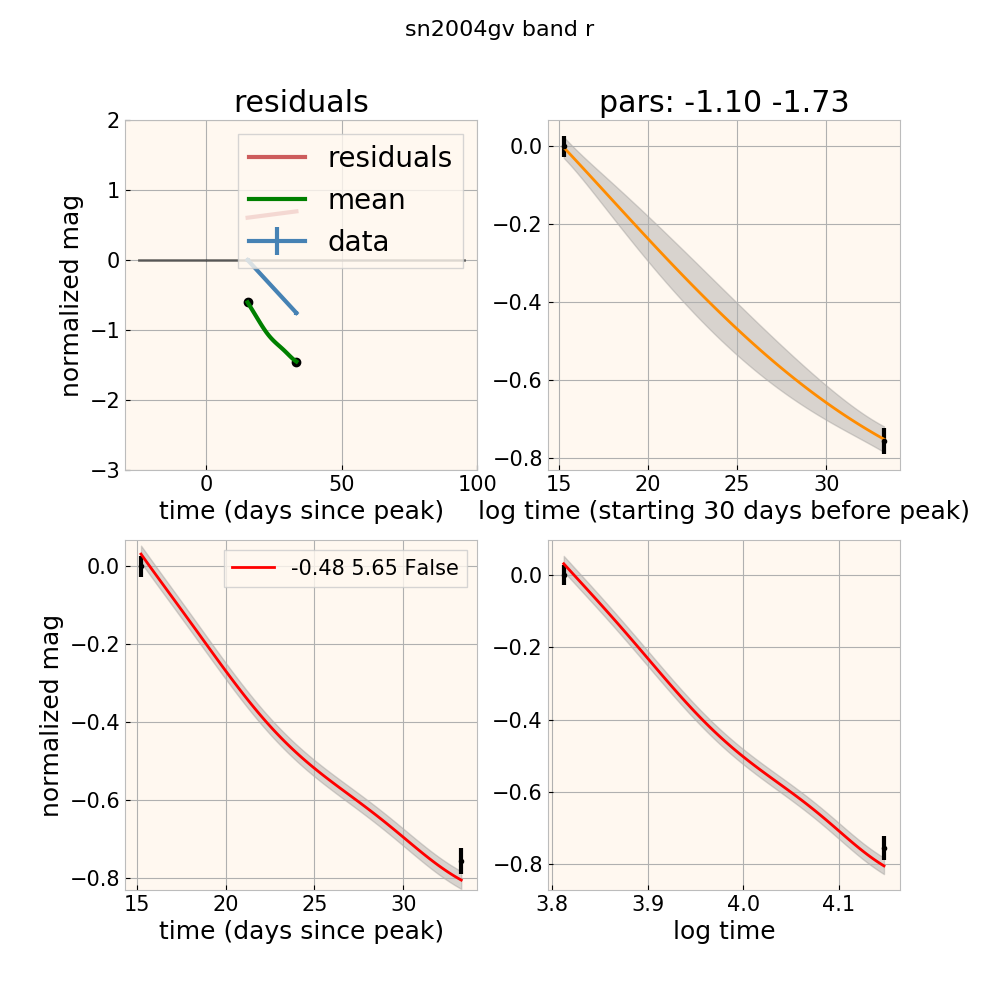 sn2004gv band r
residuals
2
1
0
−1
−2
−3
normalized mag
residuals
mean
data
0
50
100
time (days since peak)
pars: -1.10 -1.73
0.0
−0.2
−0.4
−0.6
−0.8
15
20
25
30
log time (starting 30 days before peak)
0.0
−0.2
−0.4
−0.6
−0.8
normalized mag
-0.48 5.65 False
15
20
25
30
time (days since peak)
0.0
−0.2
−0.4
−0.6
−0.8
3.8
3.9
4.0
4.1
log time